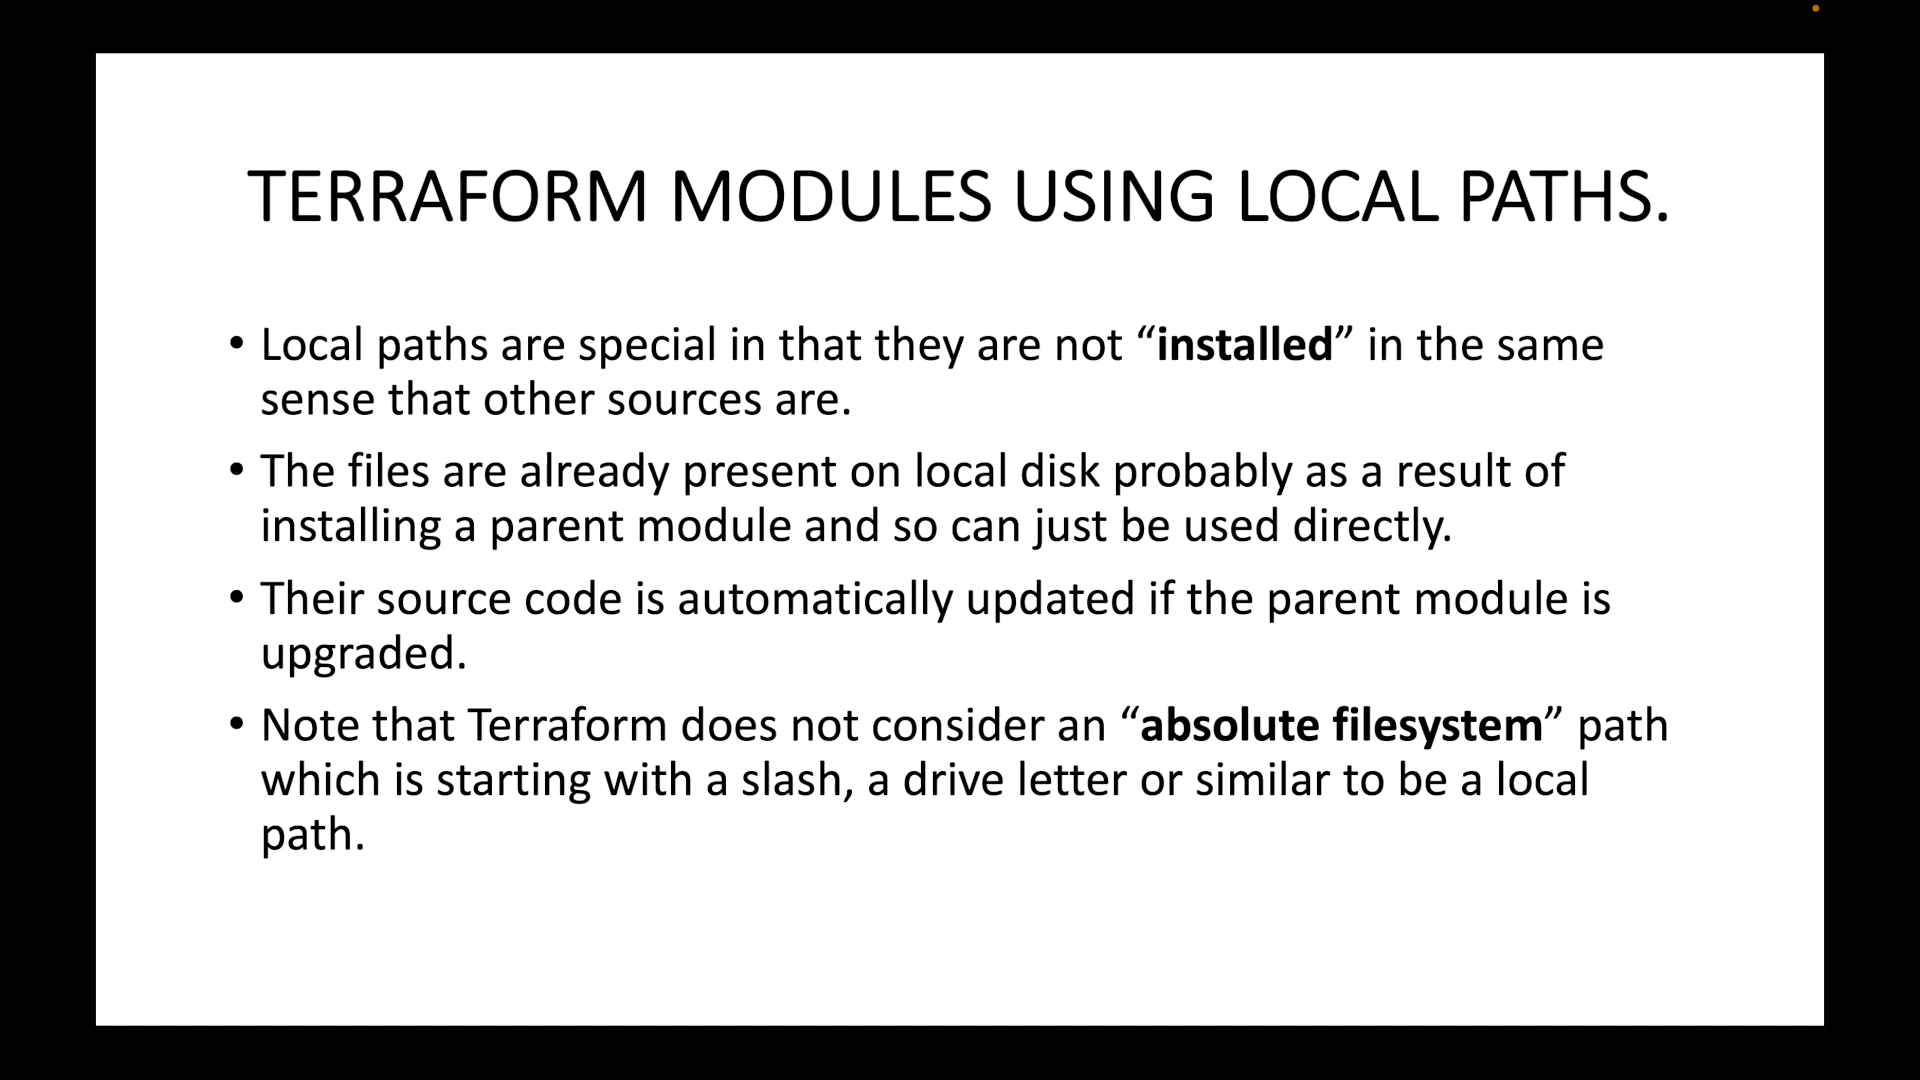 TERRAFORM MODULES USING LOCAL PATHS.
• Local paths are special in that they are not “installed” in the same
sense that other sources are.
• The files are already present on local disk probably as a result of
installing a parent module and so can just be used directly.
• Their source code is automatically updated if the parent module is
upgraded.
• Note that Terraform does not consider an “absolute filesystem” path
which is starting with a slash, a drive letter or similar to be a local
path.